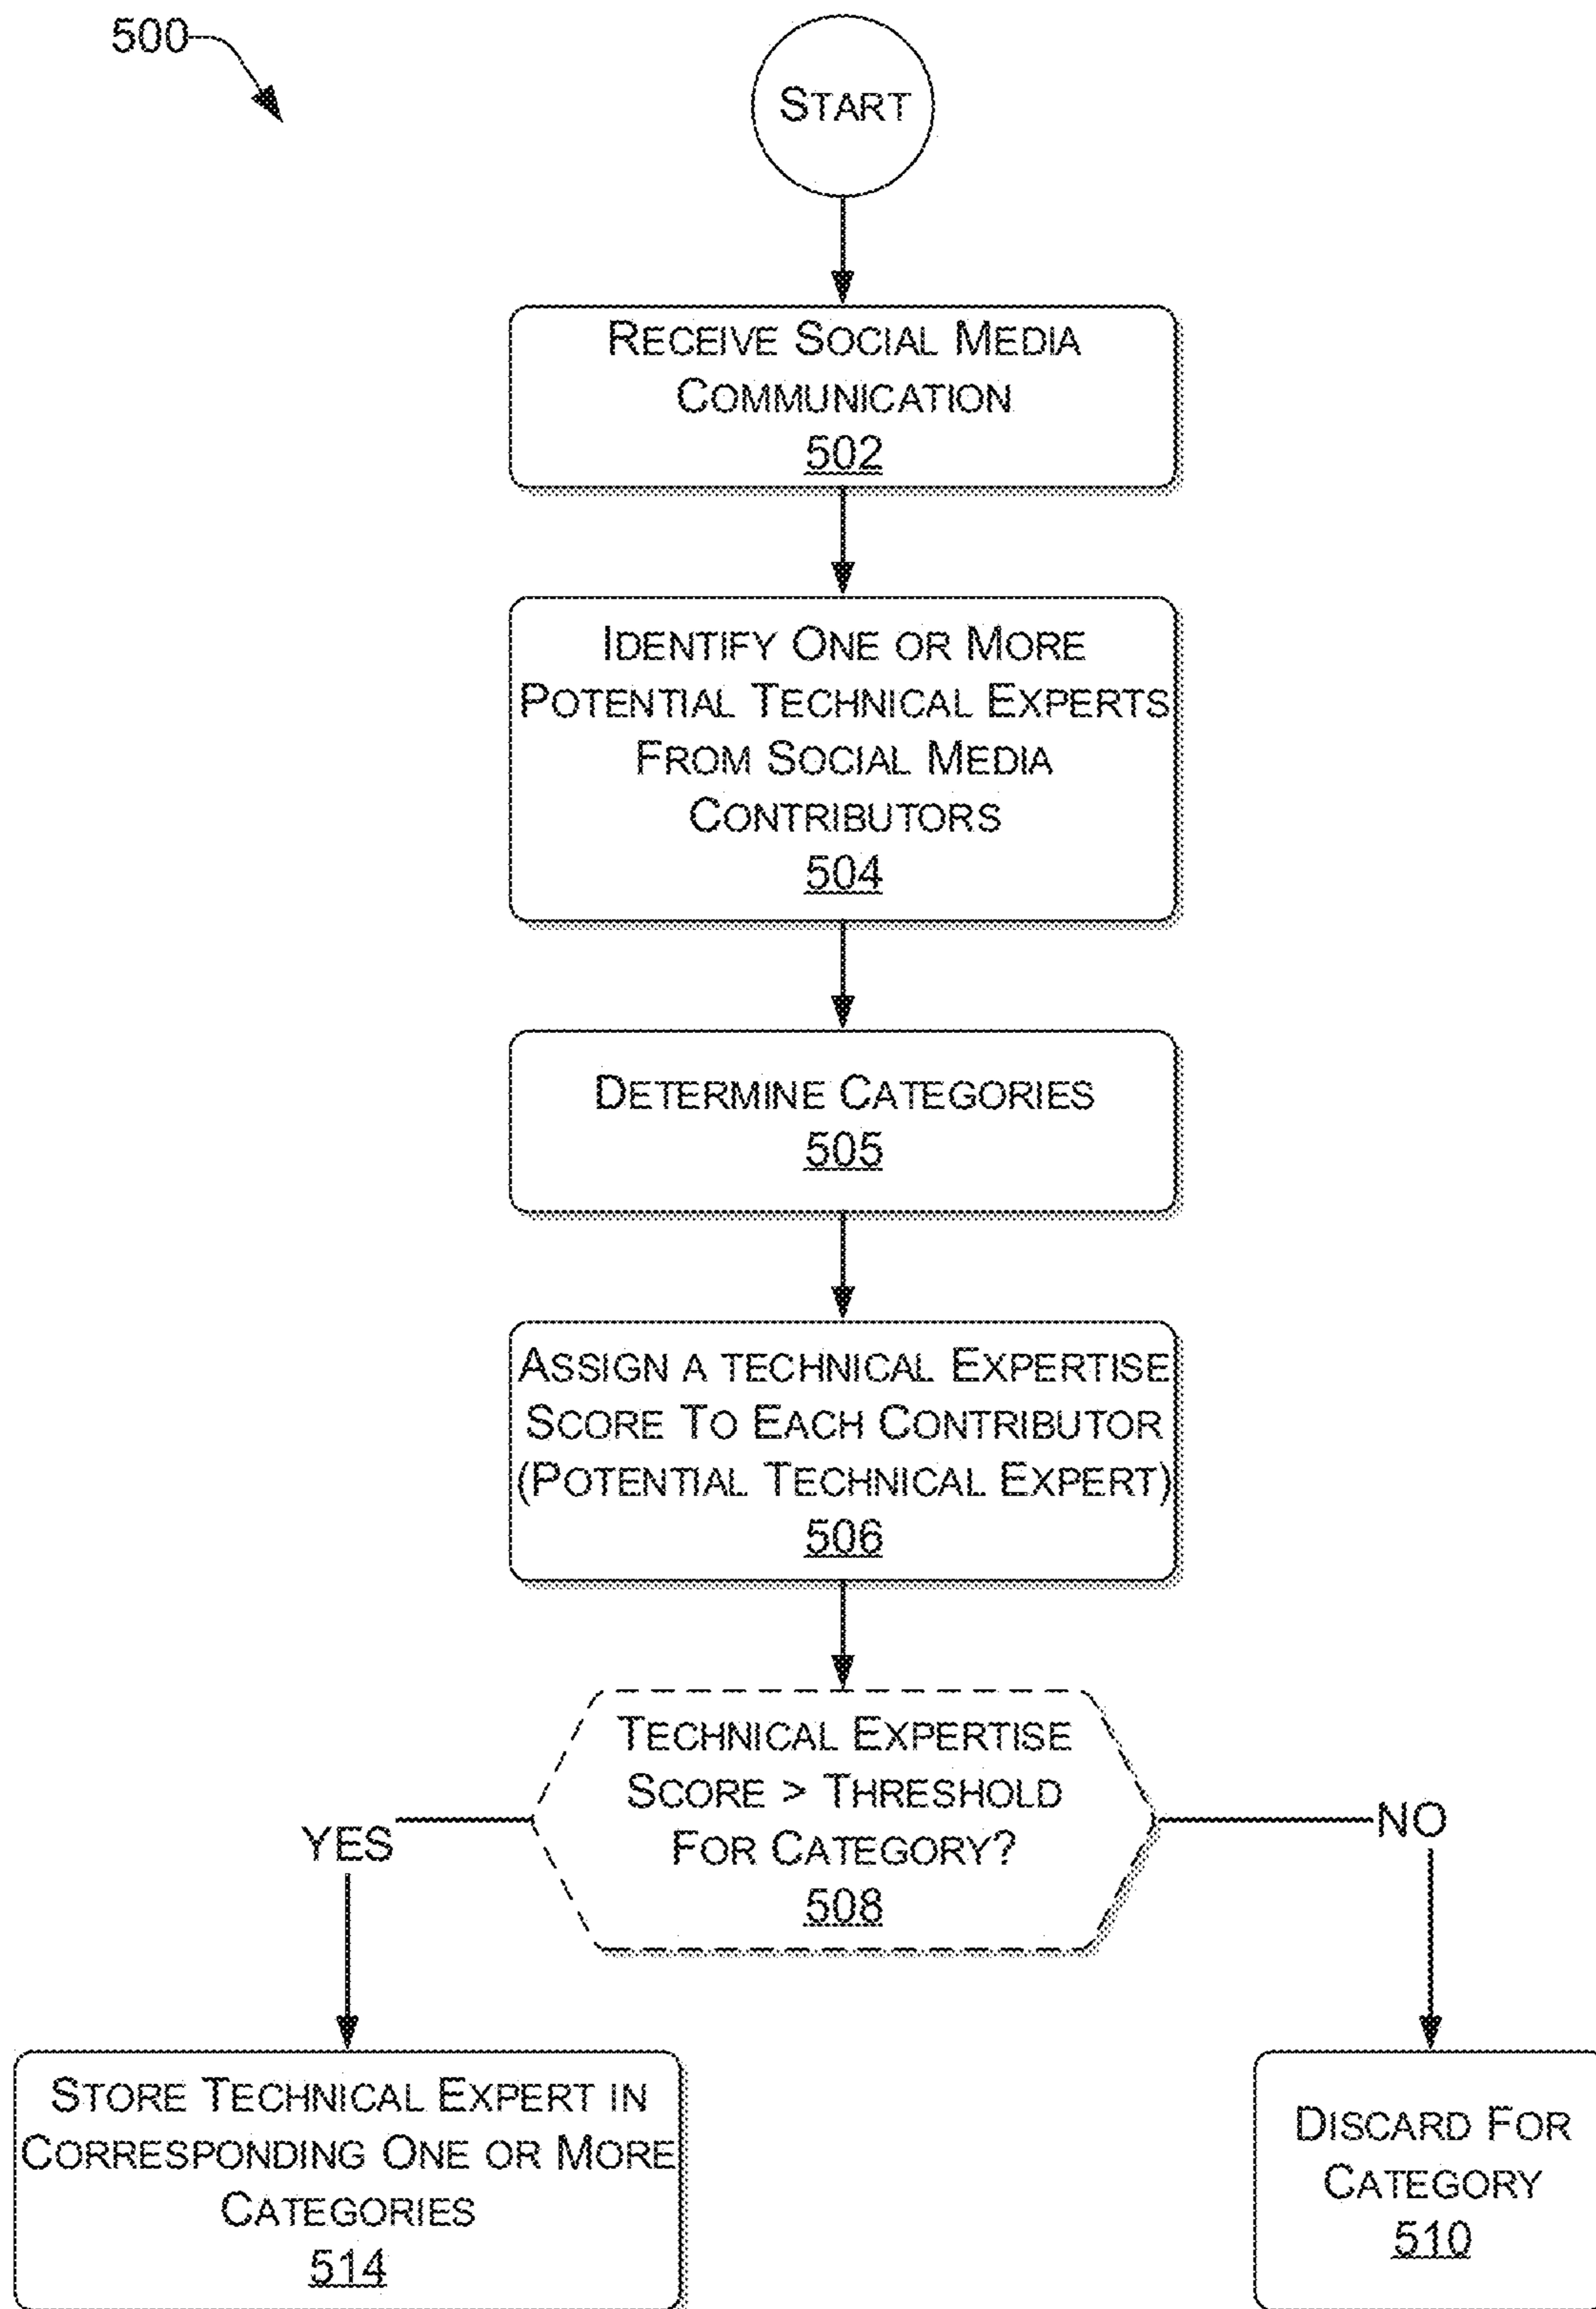 500
START
RECEIVE SOCIAL MEDIA
COMMUNICATION
502
IDENTIFY ONE OR MORE
POTENTIAL TECHNICAL EXPERTS
FROM SOCIAL MEDIA
CONTRIBUTORS
504
DETERMINE CATEGORIES
505
ASSIGN A TECHNICAL EXPERTISE
SCORE TO EACH CONTRIBUTOR
(POTENTIAL TECHNICAL EXPERT)
506
TECHNICAL EXPERTISE
SCORE > THRESHOLD
FOR CATEGORY?
508
YES
NO
STORE TECHNICAL EXPERT IN
CORRESPONDING ONE OR MORE
CATEGORIES
514
DISCARD FOR
CATEGORY
510